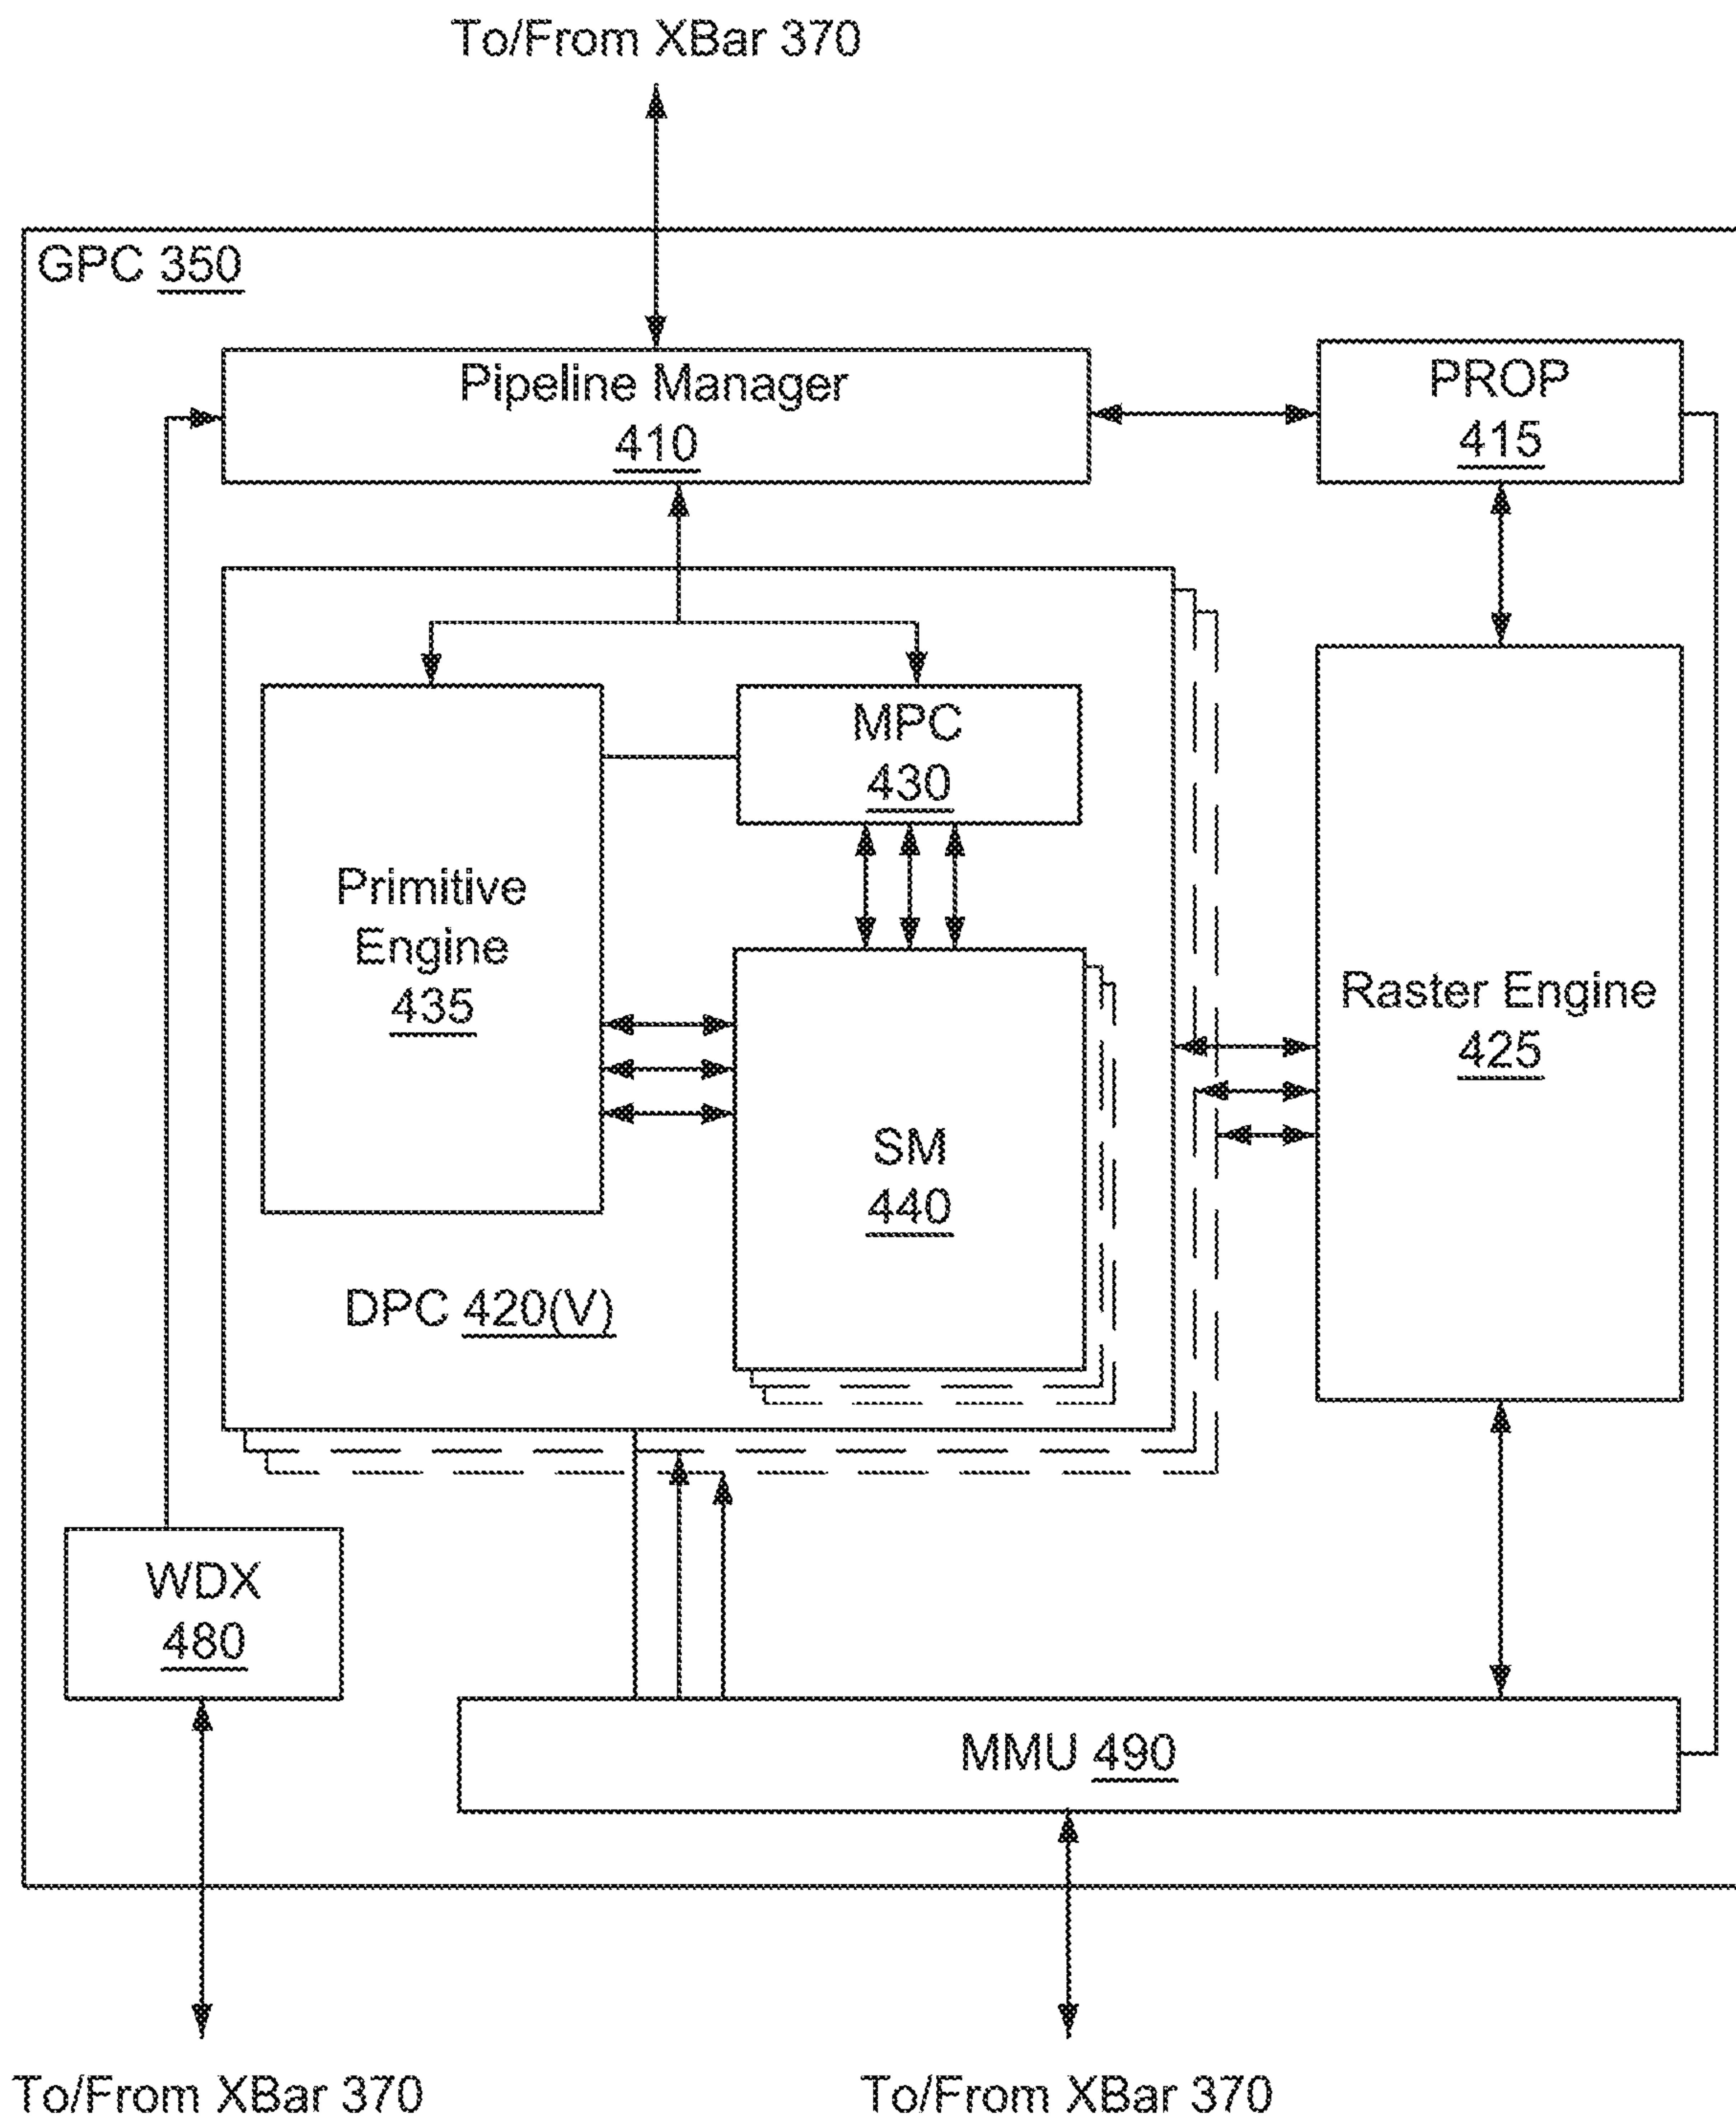 To/From XBar 370
GPC 350
Pipeline Manager
410
PROP
415
MPC
430
Primitive
Engine
435
Raster Engine
425
SM
440
DPC 420(V)
WDX
480
MMU 490
To/From XBar 370
To/From XBar 370